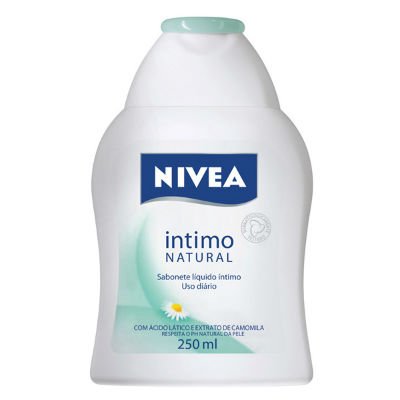 NIVEA
intimo
NATURAL
Sabonete líquido íntimo
Uso diário
COM ÁCIDO LÁTICO E EXTRATO DE CAMOMILA
RESPEITA O PH NATURAL DA PELE
250 ml